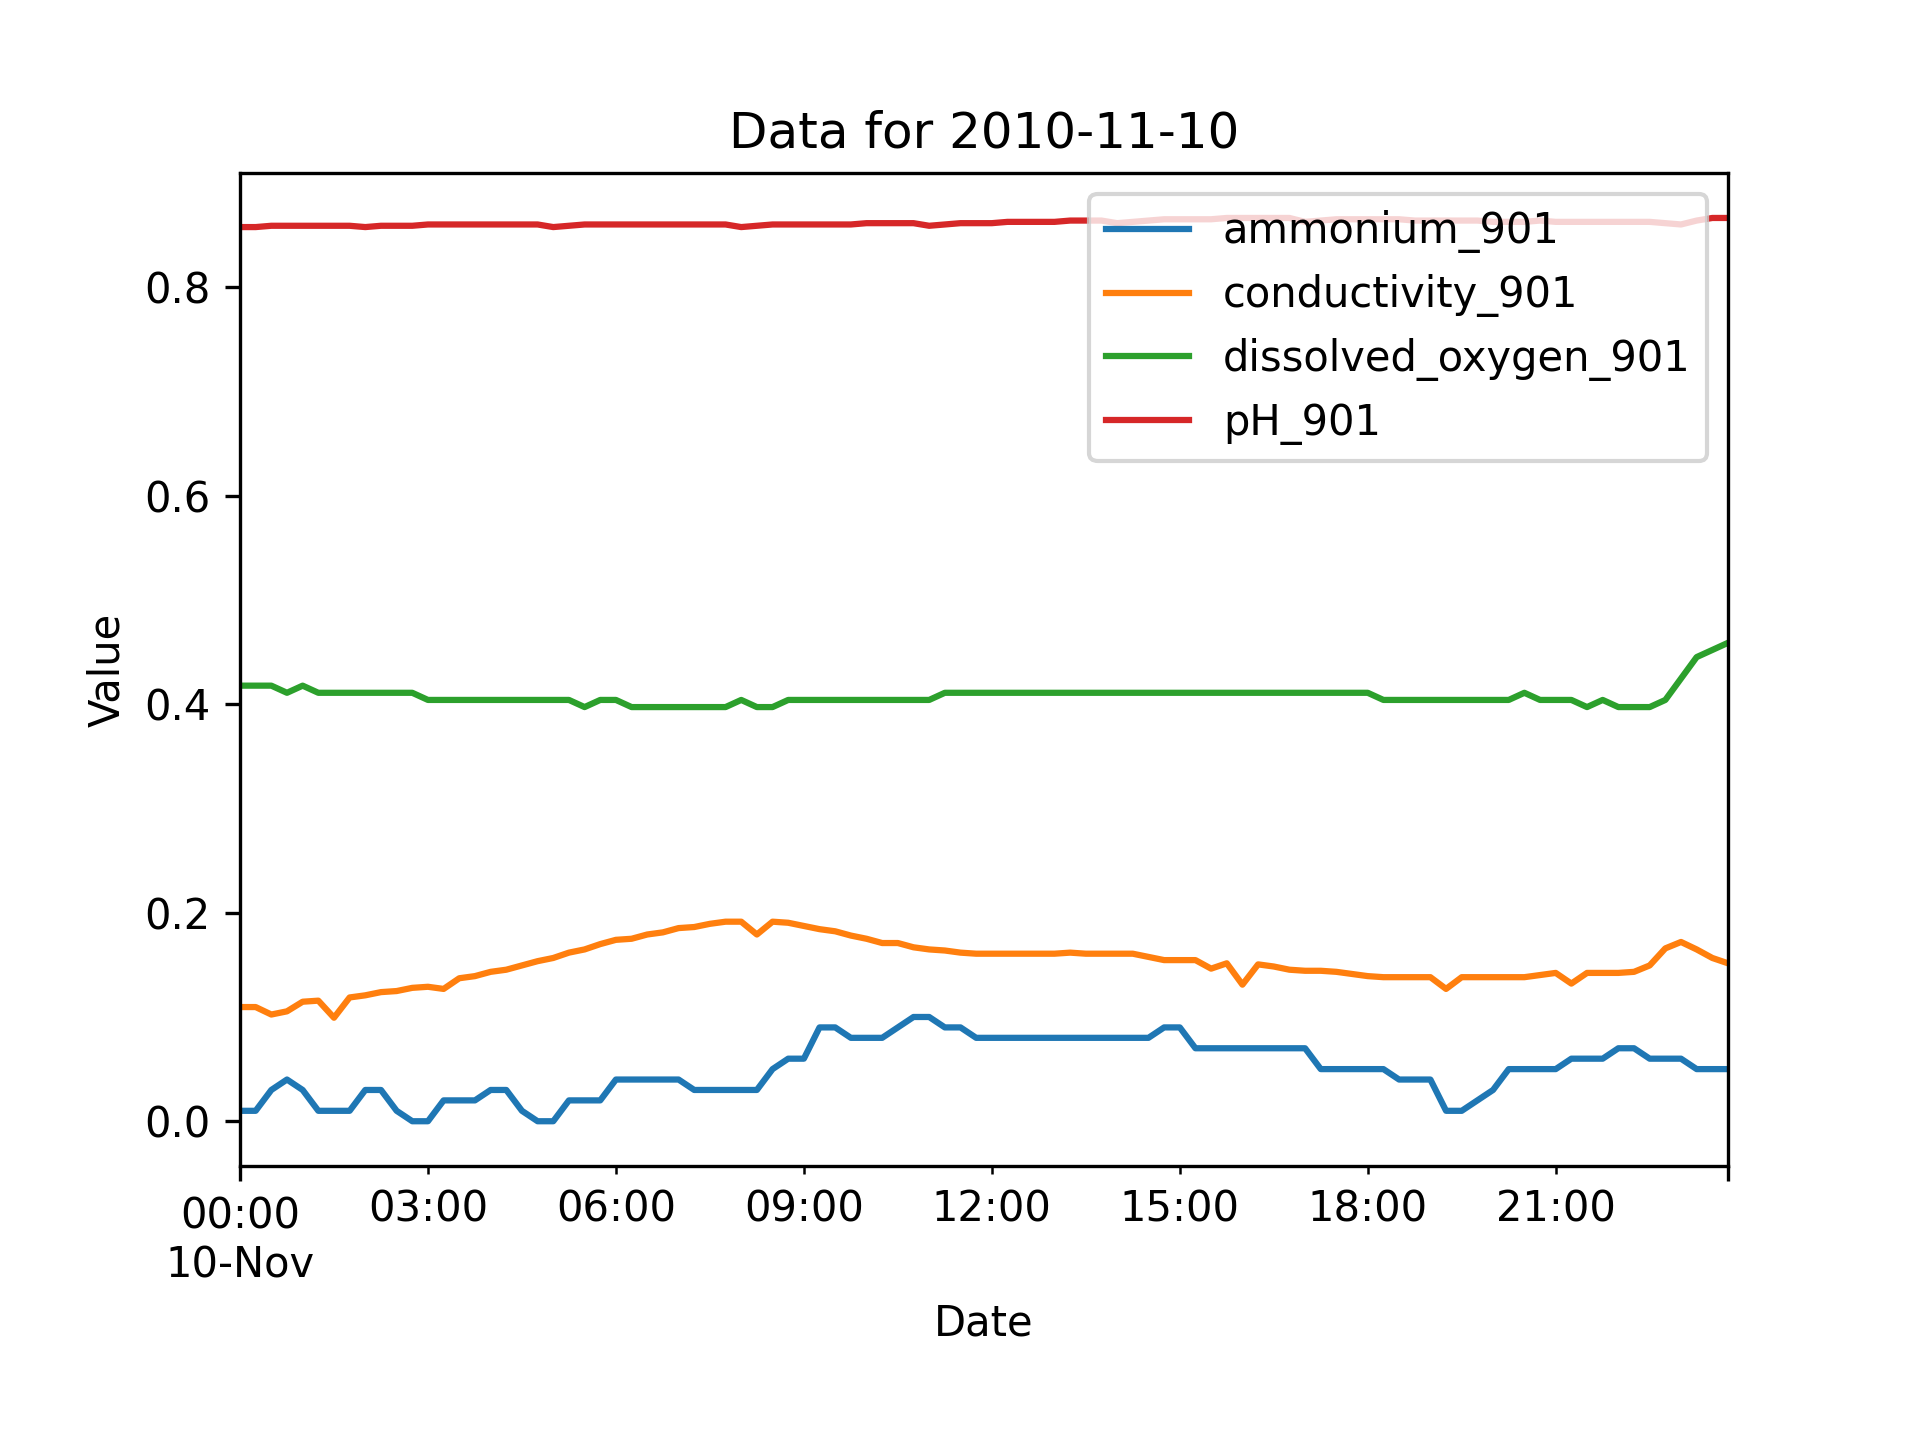 Data for 2010-11-10
ammonium_901
conductivity_901
dissolved_oxygen_901
pH_901
Value
0.8
0.6
0.4
0.2
0.0
00:00 03:00 06:00 09:00 12:00 15:00 18:00 21:00
10-Nov
Date